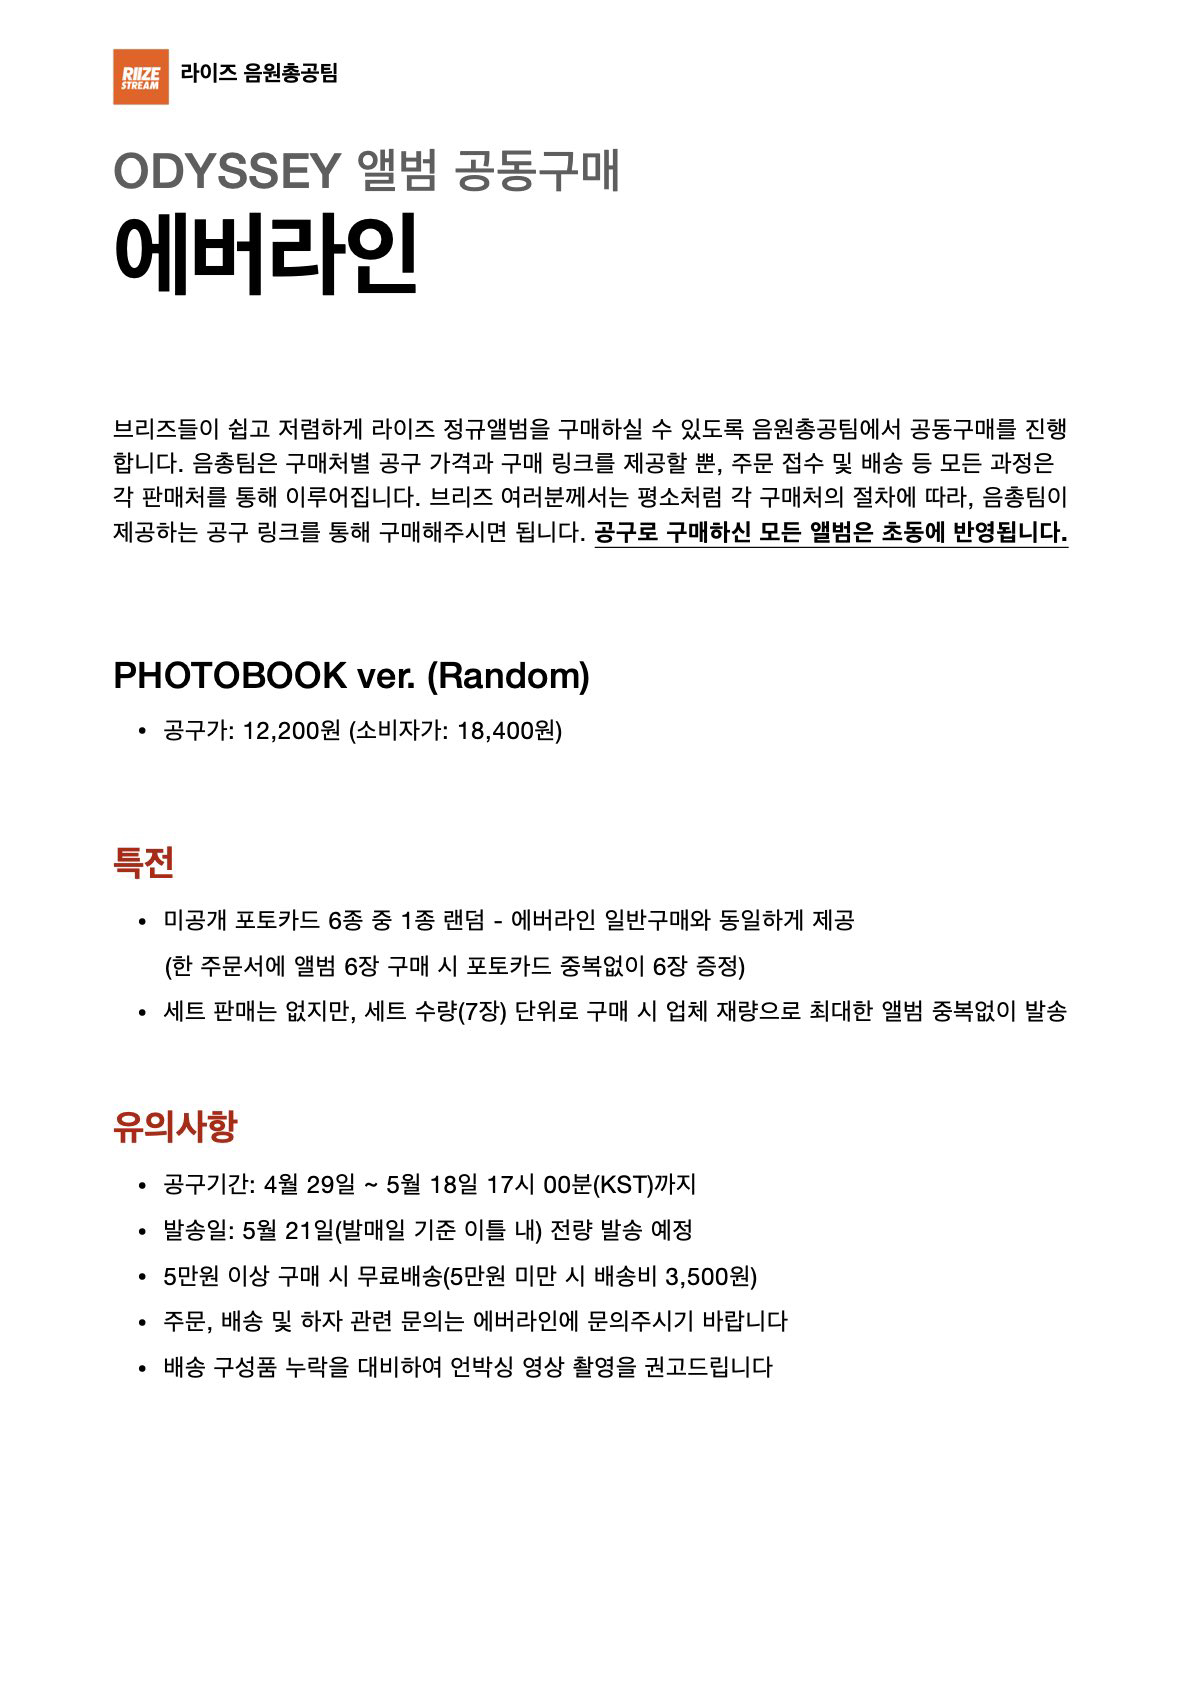 RIIZE
STREAM
라이즈 음원총공팀
ODYSSEY 앨범 공동구매
에버라인
브리즈들이 쉽고 저렴하게 라이즈 정규앨범을 구매하실 수 있도록 음원총공팀에서 공동구매를 진행
합니다. 음총팀은 구매처별 공구 가격과 구매 링크를 제공할 뿐, 주문 접수 및 배송 등 모든 과정은
각 판매처를 통해 이루어집니다. 브리즈 여러분께서는 평소처럼 각 구매처의 절차에 따라, 음총팀이
제공하는 공구 링크를 통해 구매해주시면 됩니다. 공구로 구매하신 모든 앨범은 초동에 반영됩니다.
PHOTOBOOK ver. (Random)
• 공구가: 12,200원 (소비자가: 18,400원)
특전
• 미공개 포토카드 6종 중 1종 랜덤 - 에버라인 일반구매와 동일하게 제공
(한 주문서에 앨범 6장 구매 시 포토카드 중복없이 6장 증정)
• 세트 판매는 없지만, 세트 수량(7장) 단위로 구매 시 업체 재량으로 최대한 앨범 중복없이 발송
유의사항
• 공구기간: 4월 29일 ~ 5월 18일 17시 00분(KST)까지
• 발송일: 5월 21일(발매일 기준 이틀 내) 전량 발송 예정
• 5만원 이상 구매 시 무료배송(5만원 미만 시 배송비 3,500원)
• 주문, 배송 및 하자 관련 문의는 에버라인에 문의주시기 바랍니다
• 배송 구성품 누락을 대비하여 언박싱 영상 촬영을 권고드립니다